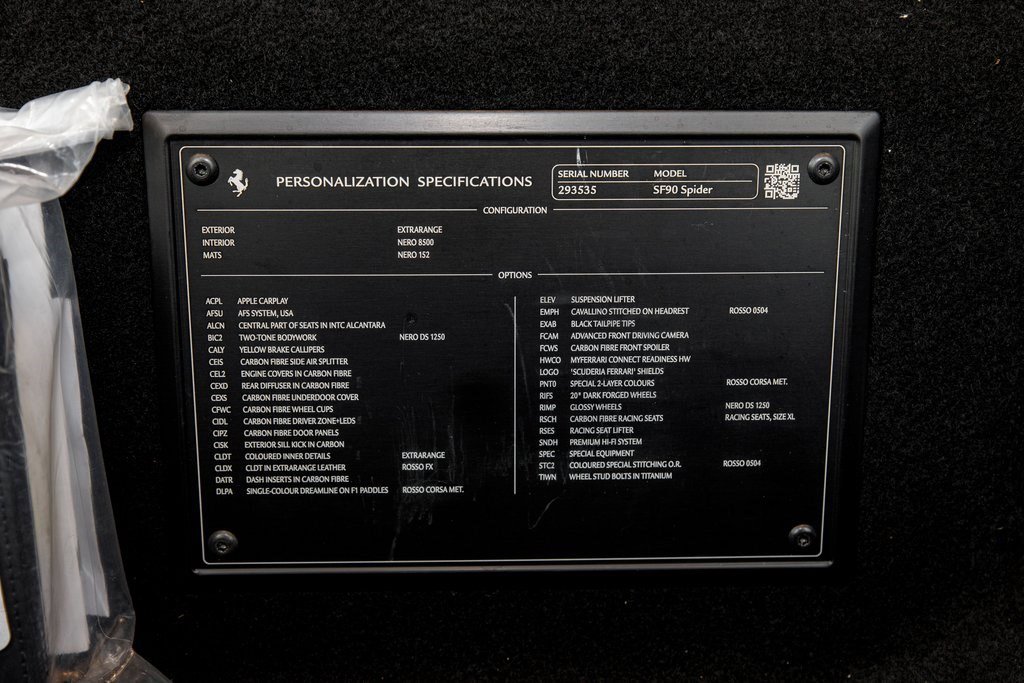 PERSONALIZATION SPECIFICATIONS
SERIAL NUMBER MODEL
293535 SF90 Spider
CONFIGURATION
EXTERIOR EXTRARANGE
INTERIOR NERO 8500
MATS NERO 152
OPTIONS
ACPL APPLE CARPLAY
AFSU AFS SYSTEM, USA
ALCN CENTRAL PART OF SEATS IN INTC ALCANTARA
BIC2 TWO-TONE BODYWORK NERO DS 1250
CALY YELLOW BRAKE CALLIPERS
CEIS CARBON FIBRE SIDE AIR SPLITTER
CEL2 ENGINE COVERS IN CARBON FIBRE
CEXD REAR DIFFUSER IN CARBON FIBRE
CEXS CARBON FIBRE UNDERDOOR COVER
CFWC CARBON FIBRE WHEEL CUPS
CIDL CARBON FIBRE DRIVER ZONE+LEDS
CIPZ CARBON FIBRE DOOR PANELS
CISK EXTERIOR SILL KICK IN CARBON
CLDT COLOURED INNER DETAILS EXTRARANGE
CLDX CLDT IN EXTRARANGE LEATHER ROSSO FX
DATR DASH INSERTS IN CARBON FIBRE
DLPA SINGLE-COLOUR DREAMLINE ON F1 PADDLES ROSSO CORSA MET.
ELEV SUSPENSION LIFTER
EMPH CAVALLINO STITCHED ON HEADREST ROSSO 0504
EXAB BLACK TAILPIPE TIPS
FCAM ADVANCED FRONT DRIVING CAMERA
FCWS CARBON FIBRE FRONT SPOILER
HWCO MYFERRARI CONNECT READINESS HW
LOGO 'SCUDERIA FERRARI' SHIELDS
PNT0 SPECIAL 2-LAYER COLOURS ROSSO CORSA MET.
RIFS 20" DARK FORGED WHEELS
RIMP GLOSSY WHEELS NERO DS 1250
RSCH CARBON FIBRE RACING SEATS RACING SEATS, SIZE XL
RSES RACING SEAT LIFTER
SNDH PREMIUM HI-FI SYSTEM
SPEC SPECIAL EQUIPMENT
STC2 COLOURED SPECIAL STITCHING O.R. ROSSO 0504
TIWN WHEEL STUD BOLTS IN TITANIUM